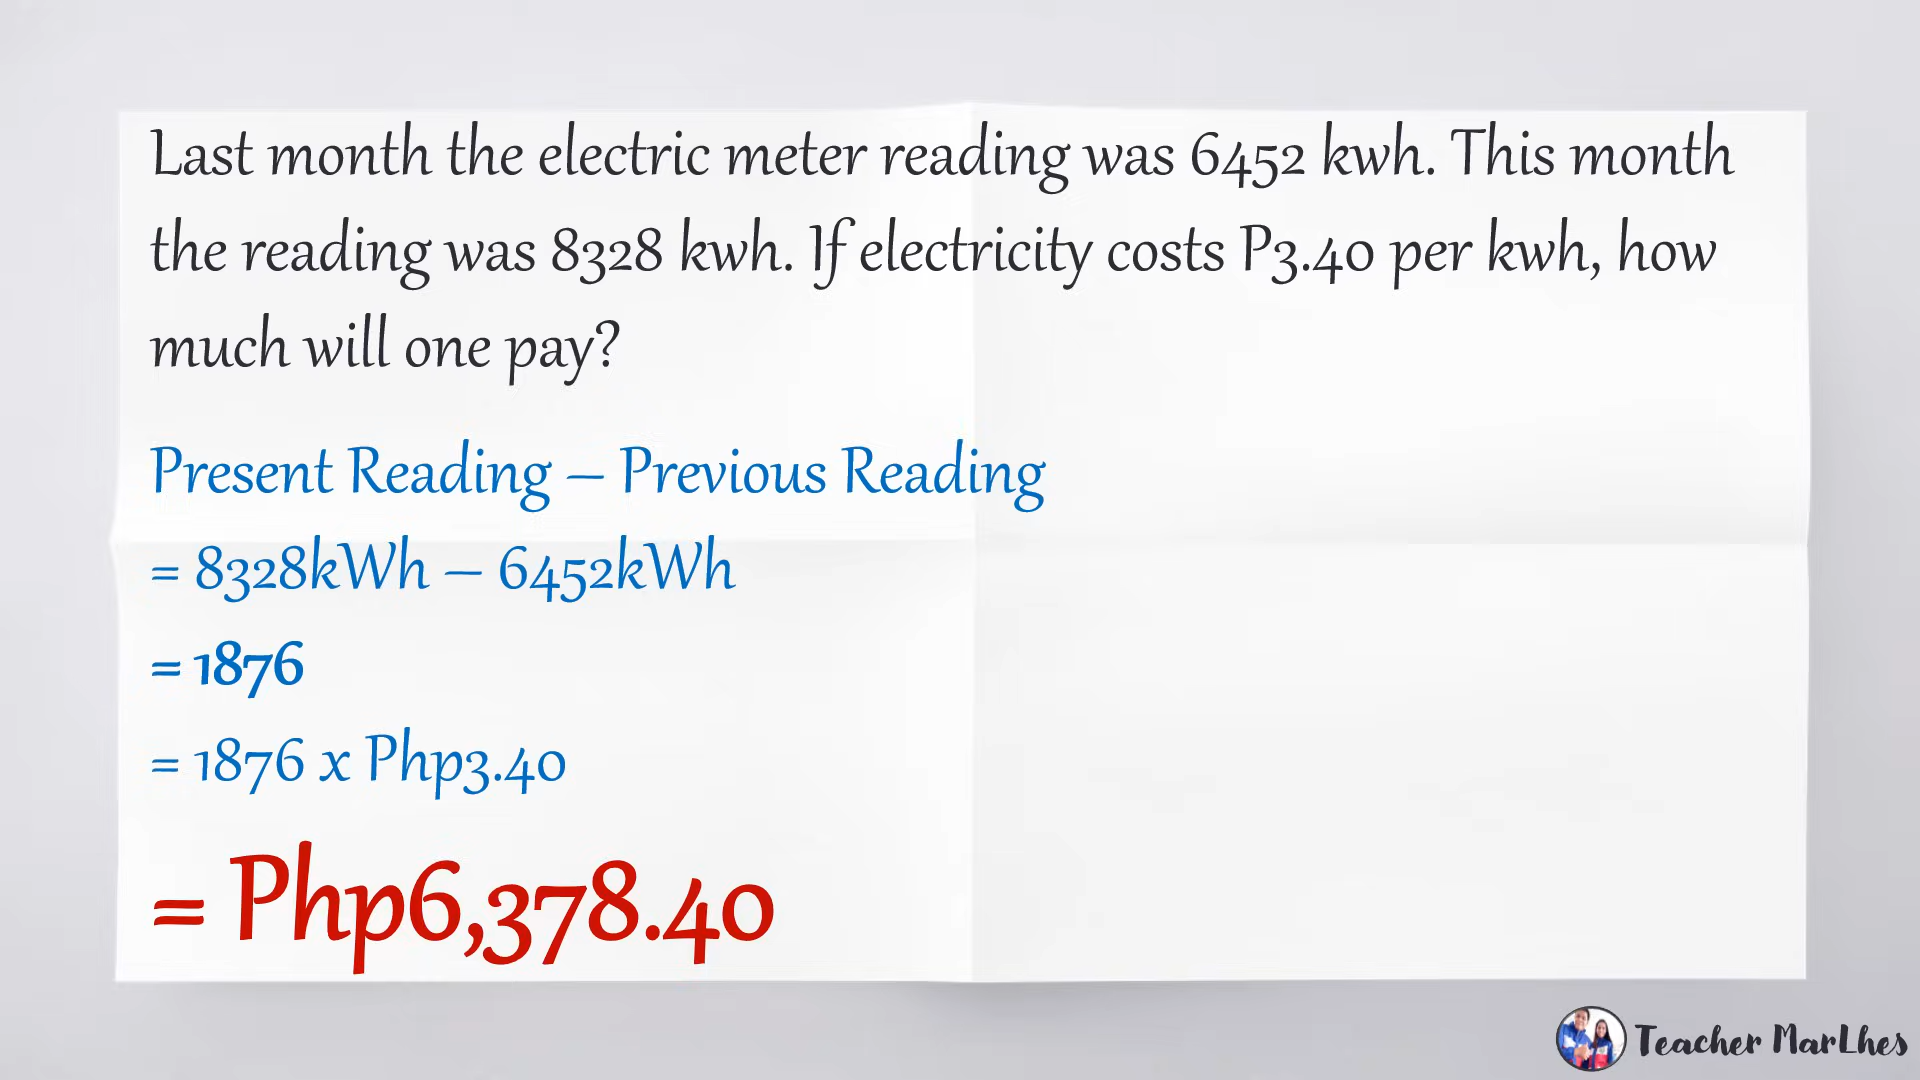 Last month the electric meter reading was 6452 kwh. This month
the reading was 8328 kwh. If electricity costs P3.40 per kwh, how
much will one pay?
Present Reading – Previous Reading
= 8328kWh – 6452kWh
= 1876
= 1876 x Php3.40
= Php6,378.40
Teacher MarLhes